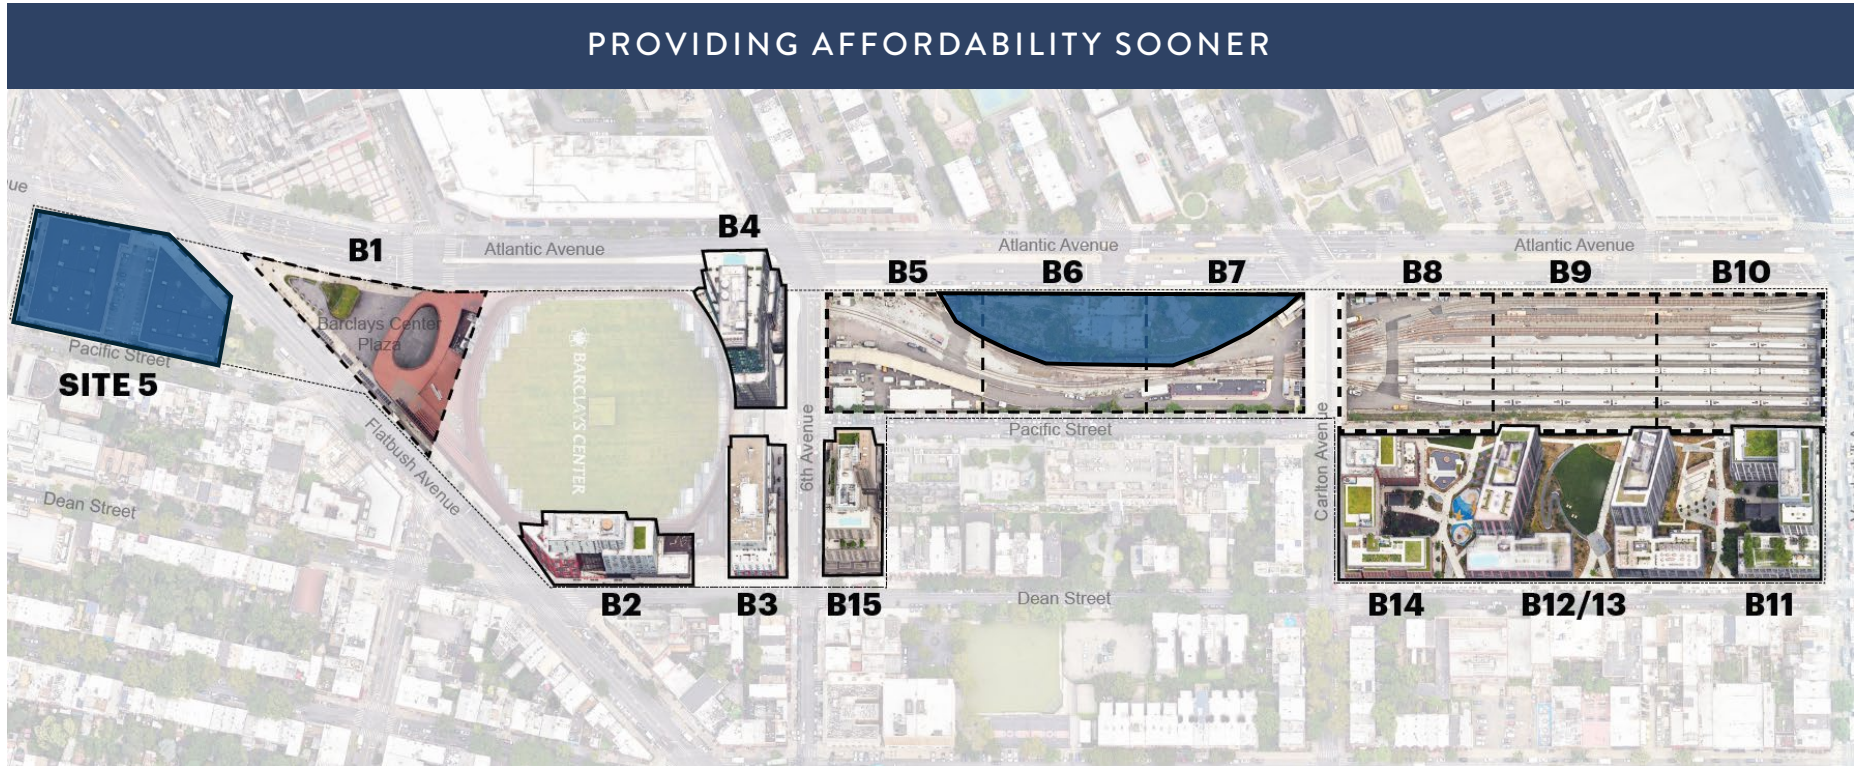 PROVIDING AFFORDABILITY SOONER
ue
B4
B1
Atlantic Avenue
Atlantic Avenue
Atlantic Avenue
B5
B6
B7
B8
B9
B10
Barclays Center
Plaza
Pacific Street
SITE 5
BARCLAYS CENTER
6th Avenue
Pacific Street
Carlton Avenue
Flatbush Avenue
Dean Street
B2
B3
B15
Dean Street
B14
B12/13
B11